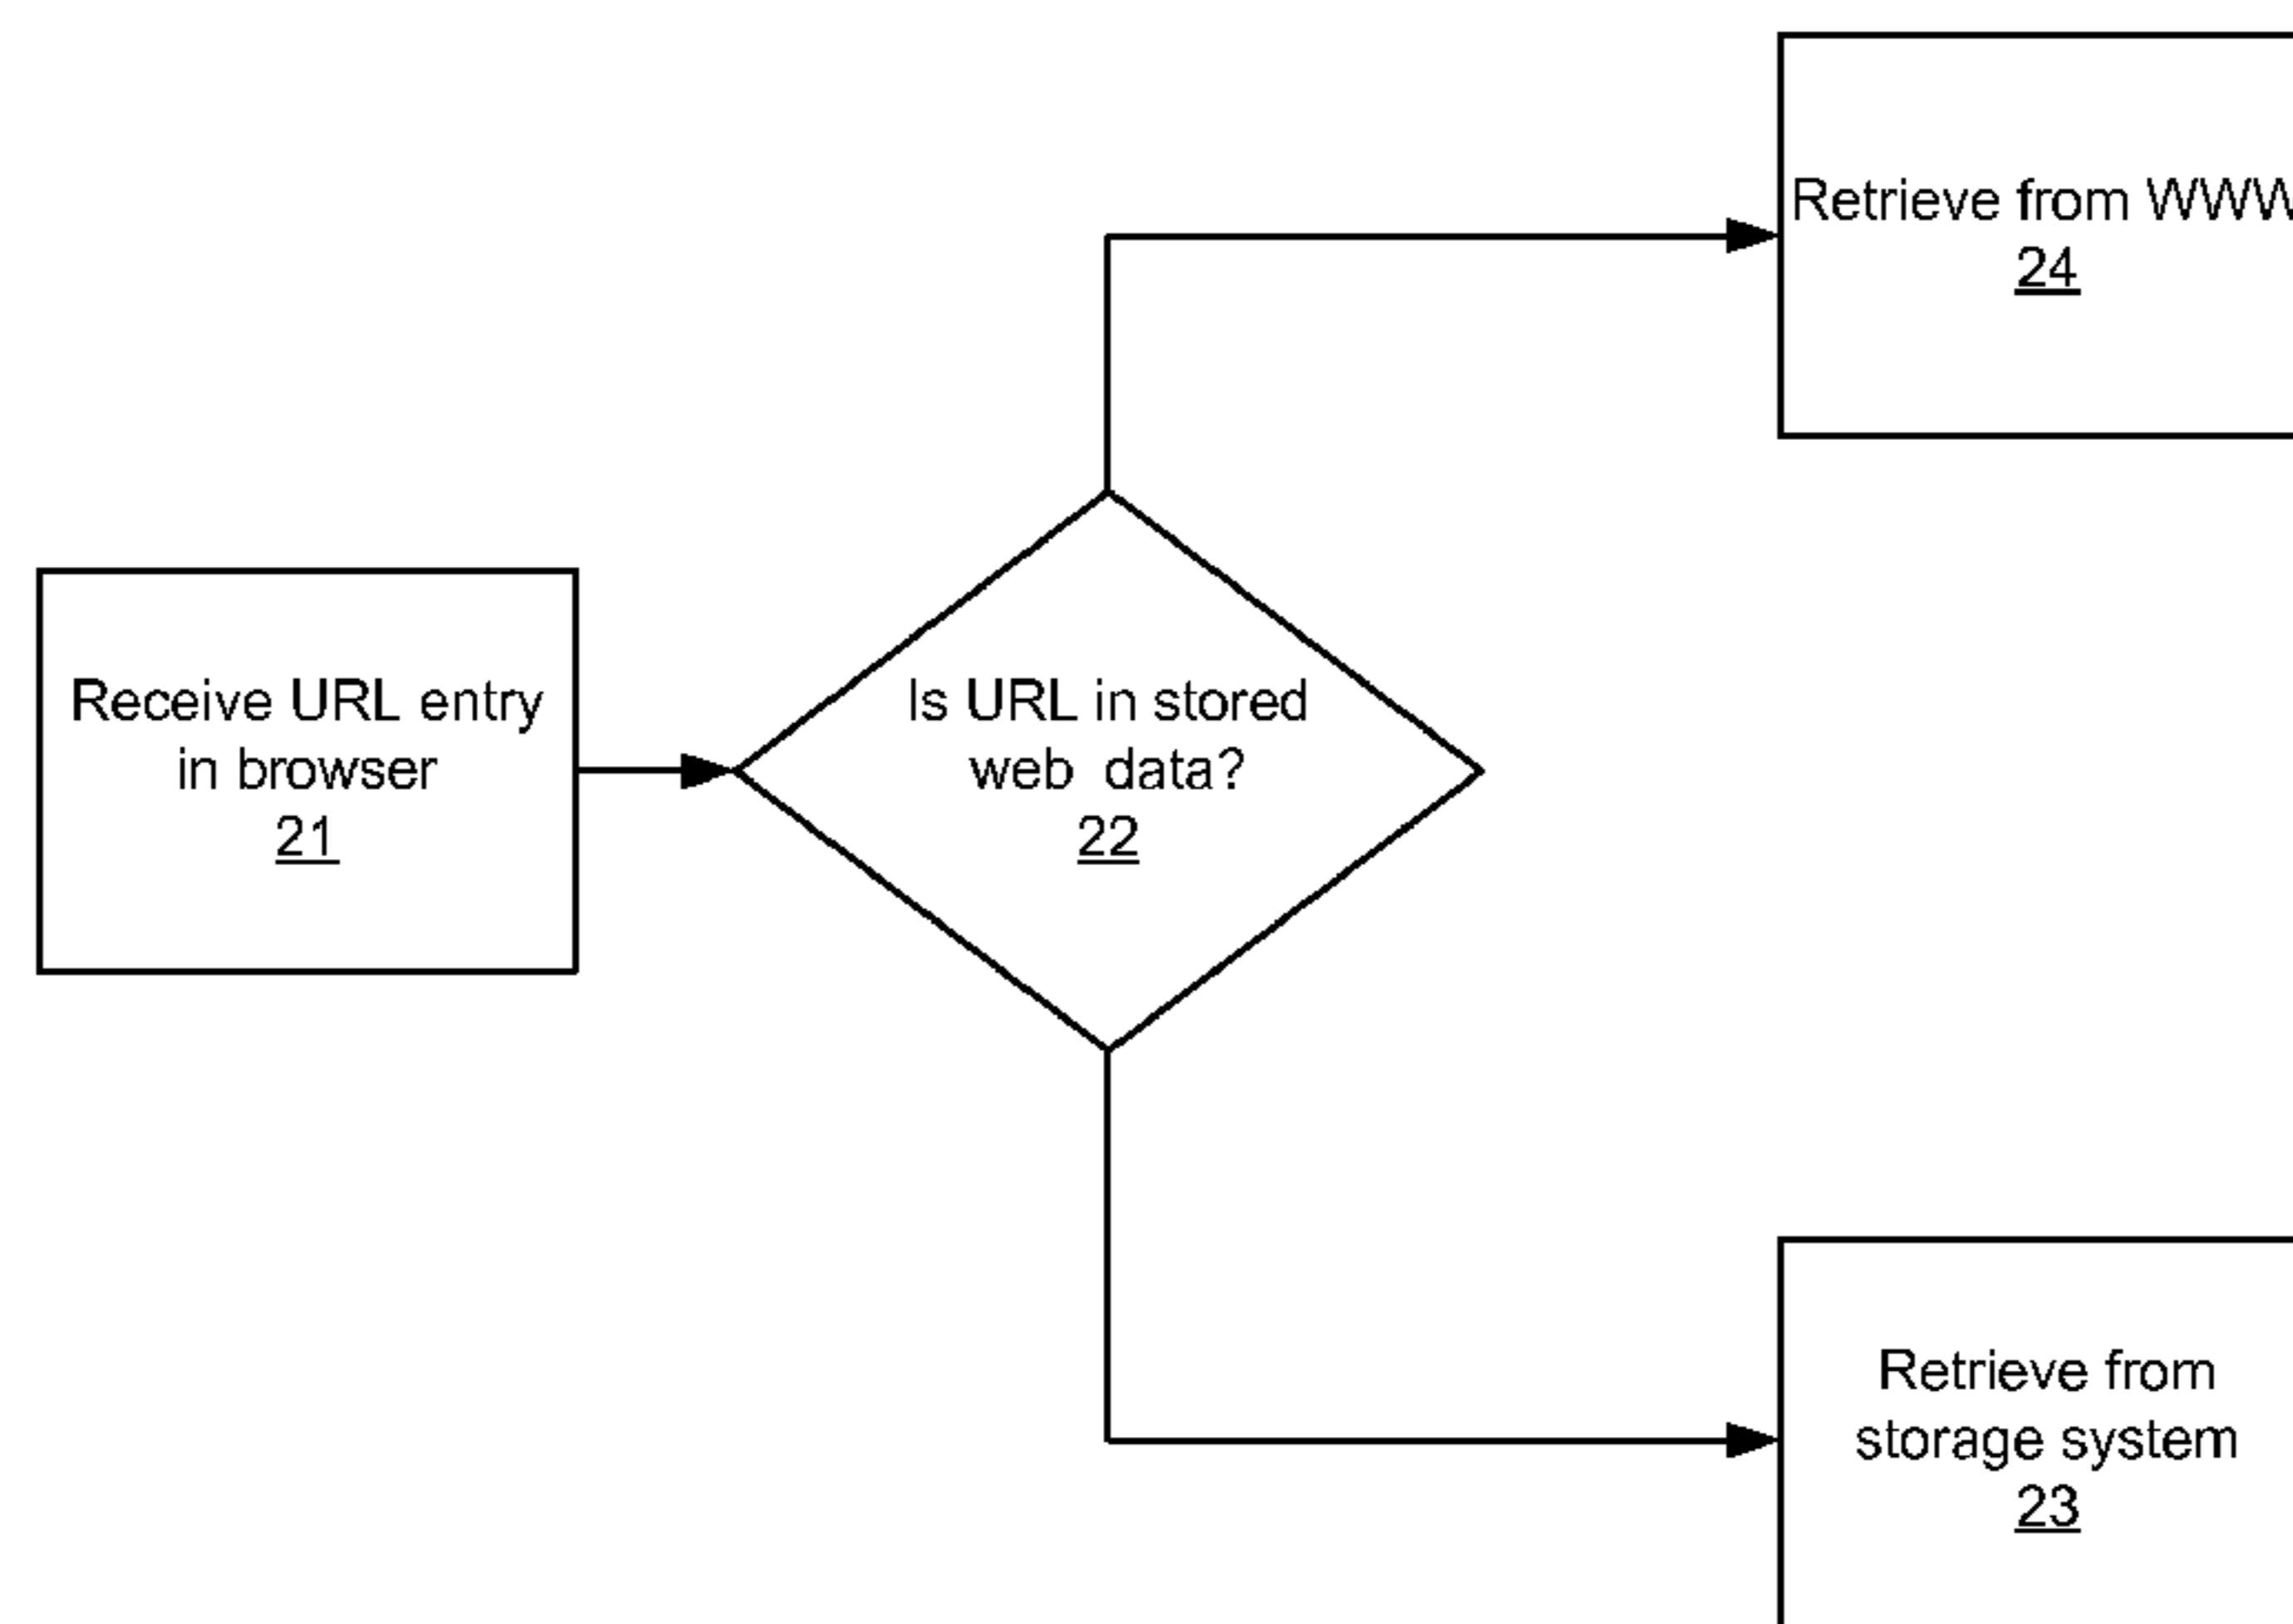 Retrieve from WWW
24
Receive URL entry
in browser
21
Is URL in stored
web data?
22
Retrieve from
storage system
23